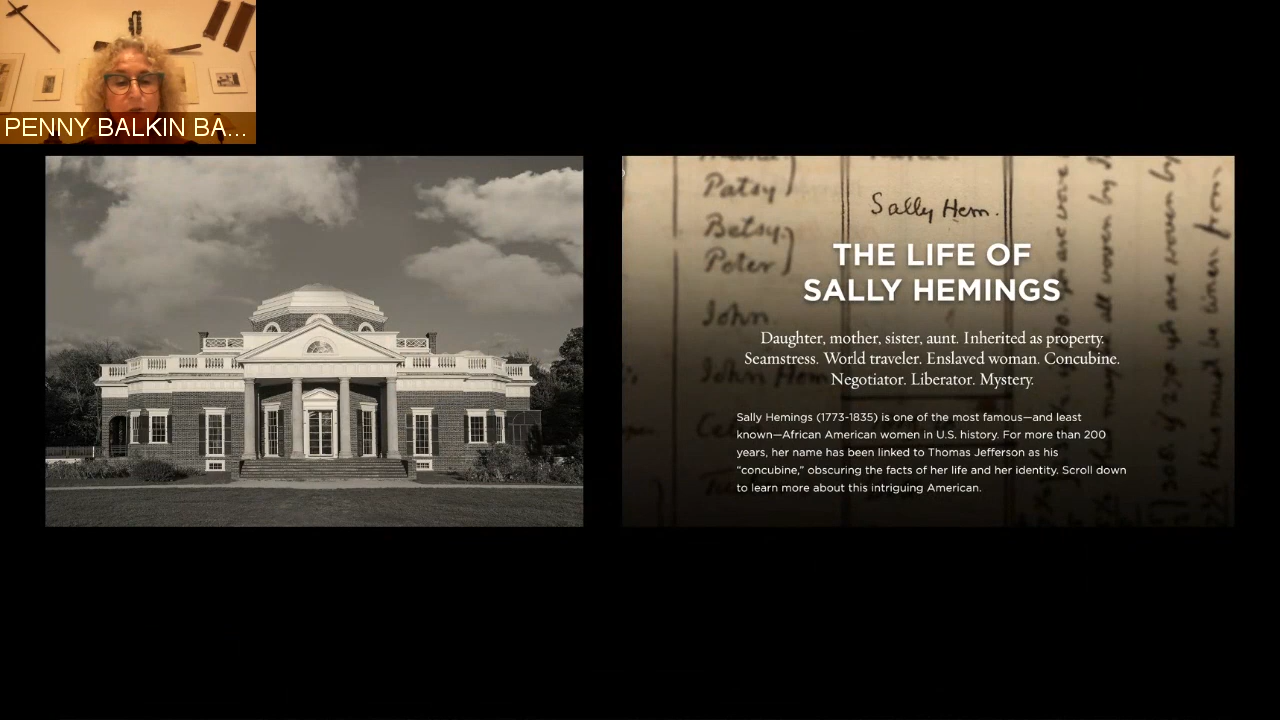 PENNY BALKIN BA...
Patsy
Betsy
Peter
John
Sally Hem.
THE LIFE OF
SALLY HEMINGS
Daughter, mother, sister, aunt. Inherited as property.
Seamstress. World traveler. Enslaved woman. Concubine.
Negotiator. Liberator. Mystery.
Sally Hemings (1773-1835) is one of the most famous—and least
known—African American women in U.S. history. For more than 200
years, her name has been linked to Thomas Jefferson as his
“concubine,” obscuring the facts of her life and her identity. Scroll down
to learn more about this intriguing American.